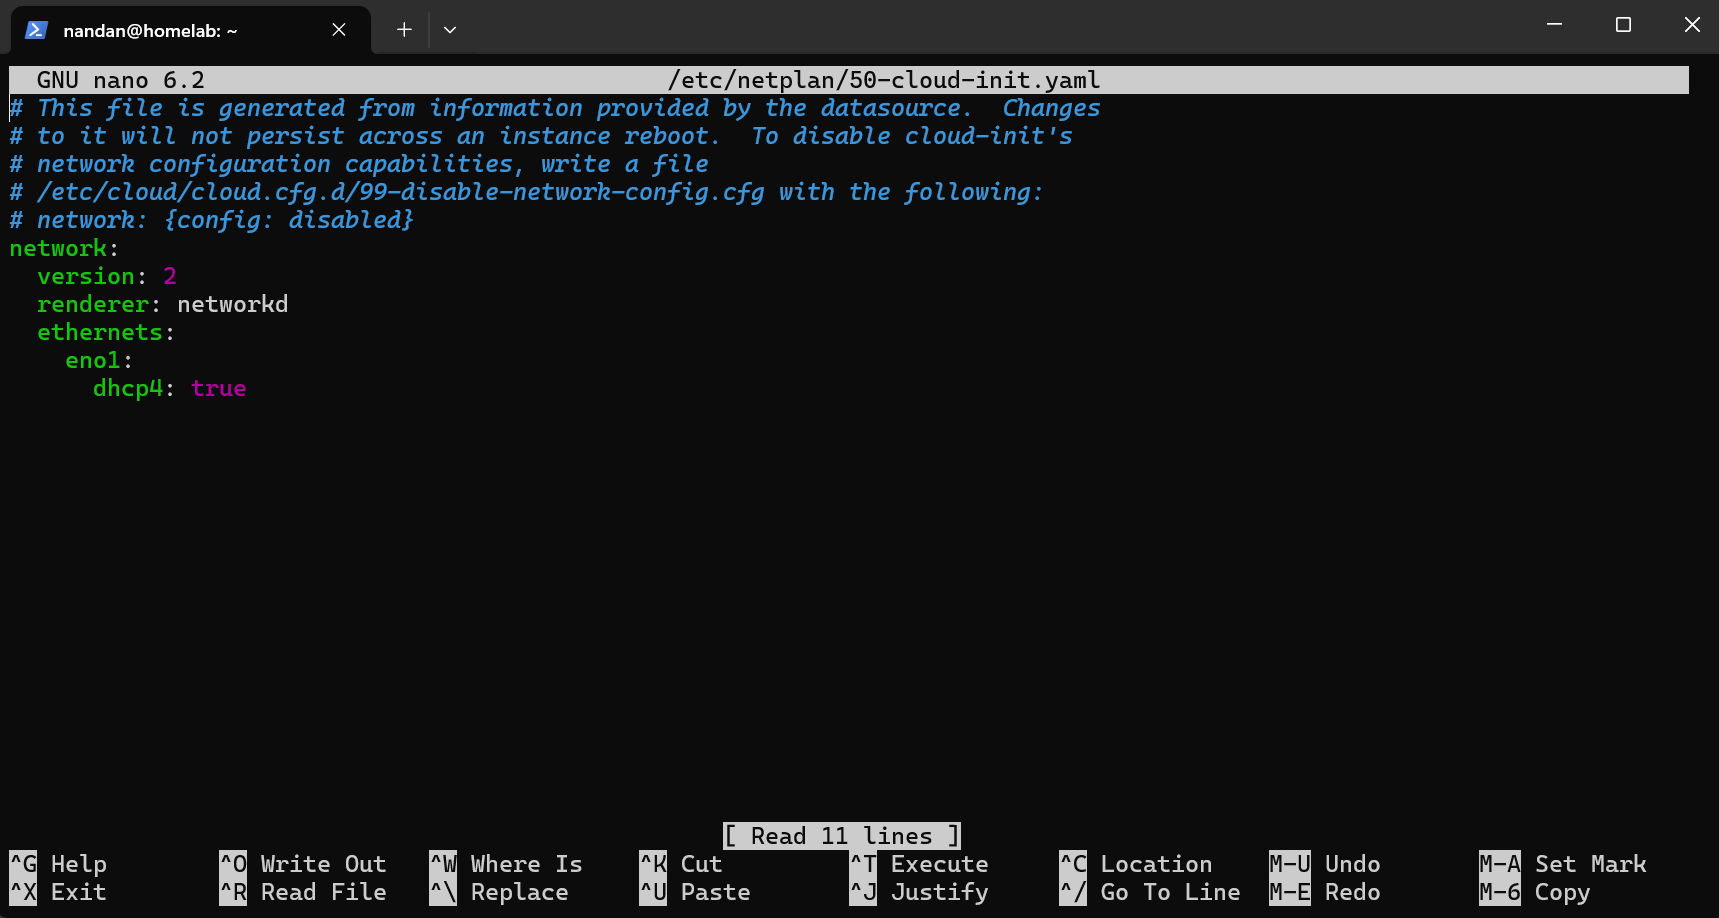 nandan@homelab: ~
GNU nano 6.2 /etc/netplan/50-cloud-init.yaml
# This file is generated from information provided by the datasource.  Changes
# to it will not persist across an instance reboot.  To disable cloud-init's
# network configuration capabilities, write a file
# /etc/cloud/cloud.cfg.d/99-disable-network-config.cfg with the following:
# network: {config: disabled}
network:
  version: 2
  renderer: networkd
  ethernets:
    eno1:
      dhcp4: true
[ Read 11 lines ]
^G Help ^O Write Out ^W Where Is ^K Cut ^T Execute ^C Location M-U Undo M-A Set Mark
^X Exit ^R Read File ^\ Replace ^U Paste ^J Justify ^/ Go To Line M-E Redo M-6 Copy